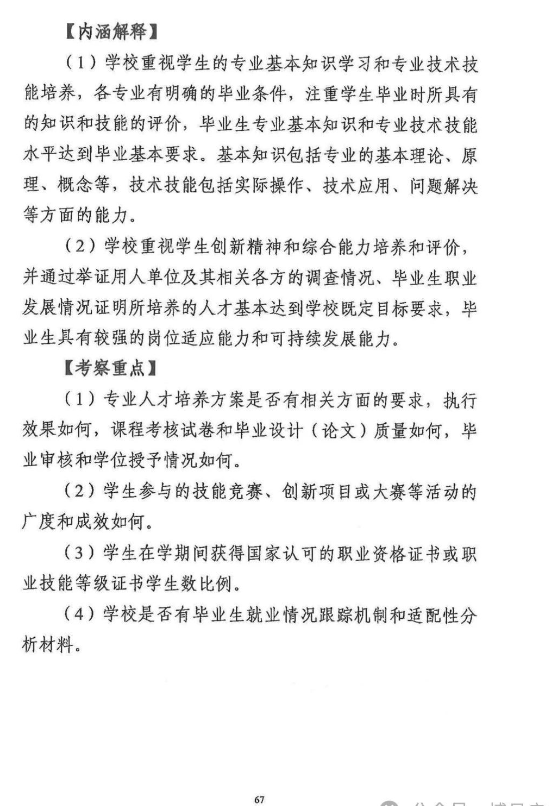 【内涵解释】
（1）学校重视学生的专业基本知识学习和专业技术技
能培养，各专业有明确的毕业条件，注重学生毕业时所具有
的知识和技能的评价，毕业生专业基本知识和专业技术技能
水平达到毕业基本要求。基本知识包括专业的基本理论、原
理、概念等，技术技能包括实际操作、技术应用、问题解决
等方面的能力。
（2）学校重视学生创新精神和综合能力培养和评价，
并通过举证用人单位及其相关各方的调查情况、毕业生职业
发展情况证明所培养的人才基本达到学校既定目标要求，毕
业生具有较强的岗位适应能力和可持续发展能力。
【考察重点】
（1）专业人才培养方案是否有相关方面的要求，执行
效果如何，课程考核试卷和毕业设计（论文）质量如何，毕
业审核和学位授予情况如何。
（2）学生参与的技能竞赛、创新项目或大赛等活动的
广度和成效如何。
（3）学生在学期间获得国家认可的职业资格证书或职
业技能等级证书学生数比例。
（4）学校是否有毕业生就业情况跟踪机制和适配性分
析材料。
67